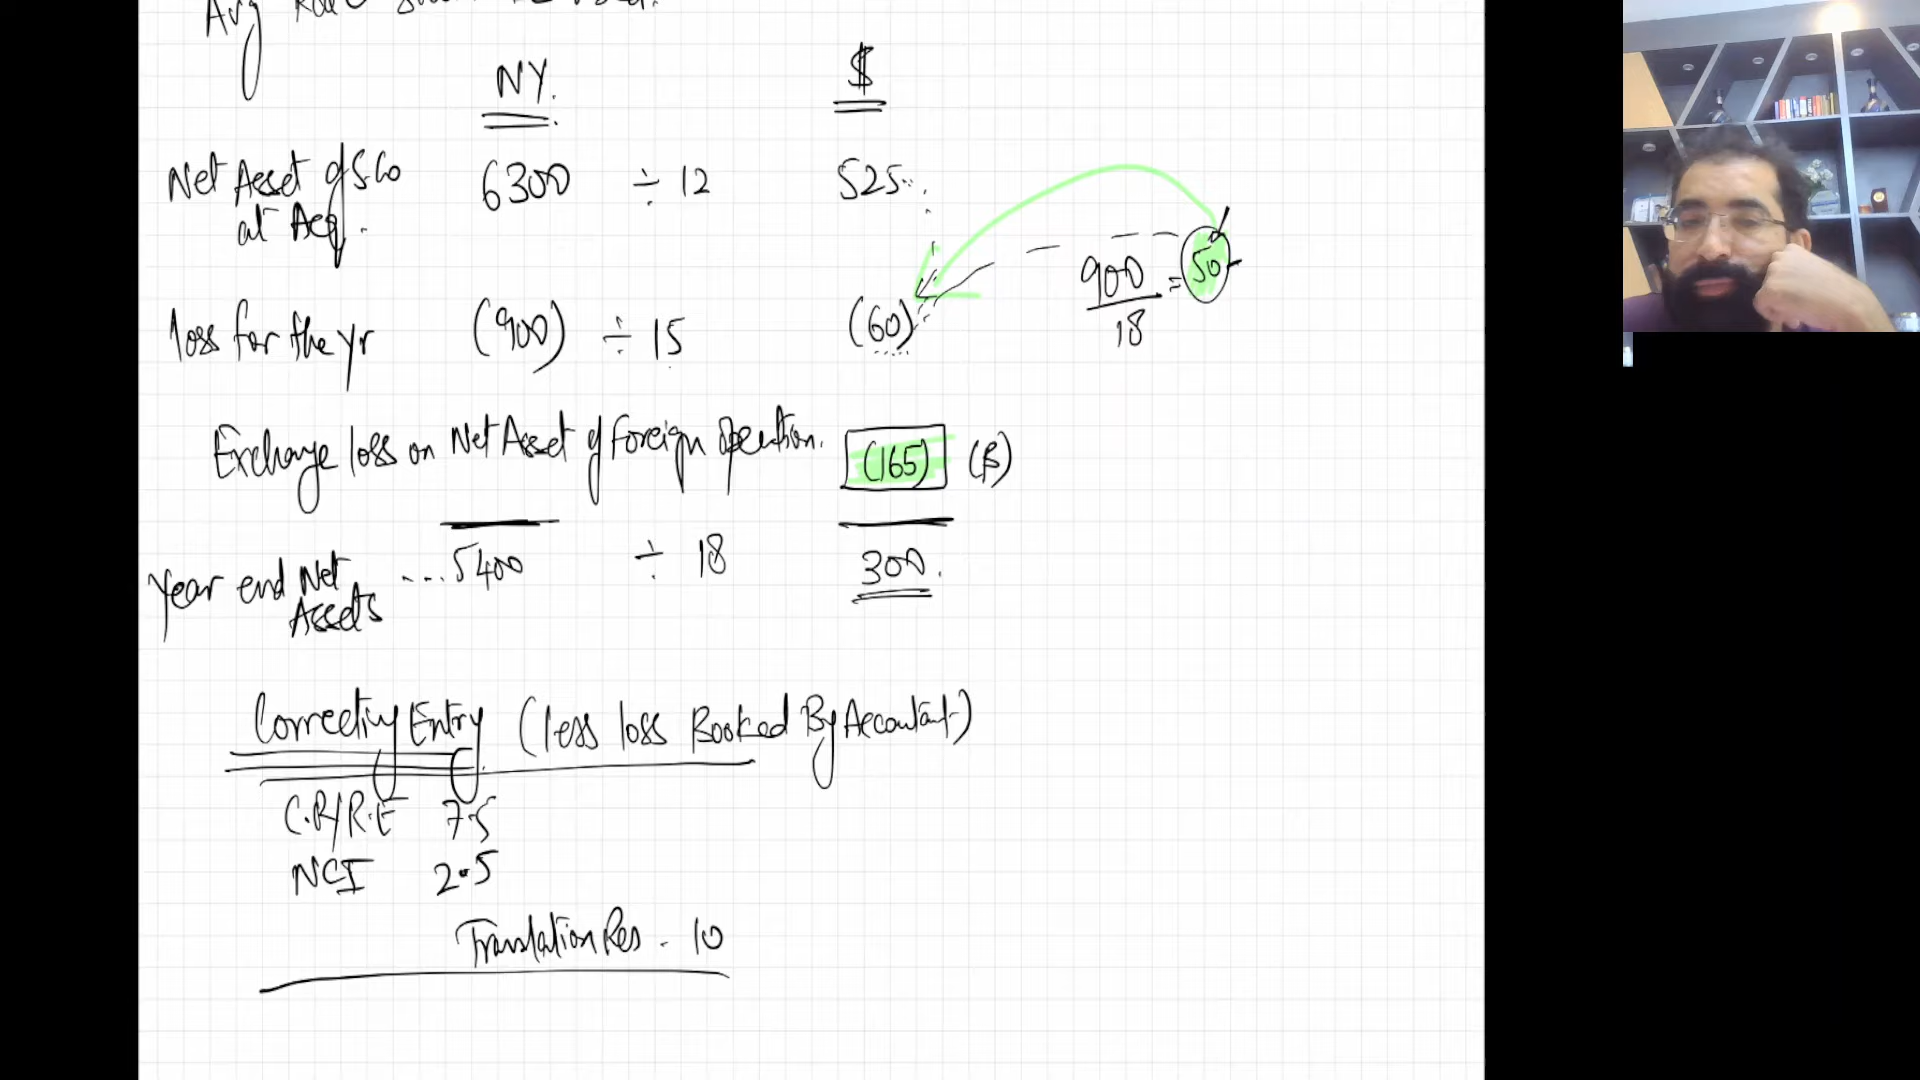 Avg Rate
NY. $
Net Asset of S.Co at Acq. 6300 ÷ 12 525
900/18 = 50
loss for the yr (900) ÷ 15 (60)
Exchange loss on Net Asset of Foreign operation. (165) (B)
Year end Net Assets ....5400 ÷ 18 300.
Correcting Entry (less loss Booked By Accountant)
C.R/R.E 7.5
NCI 2.5
Translation Res. 10